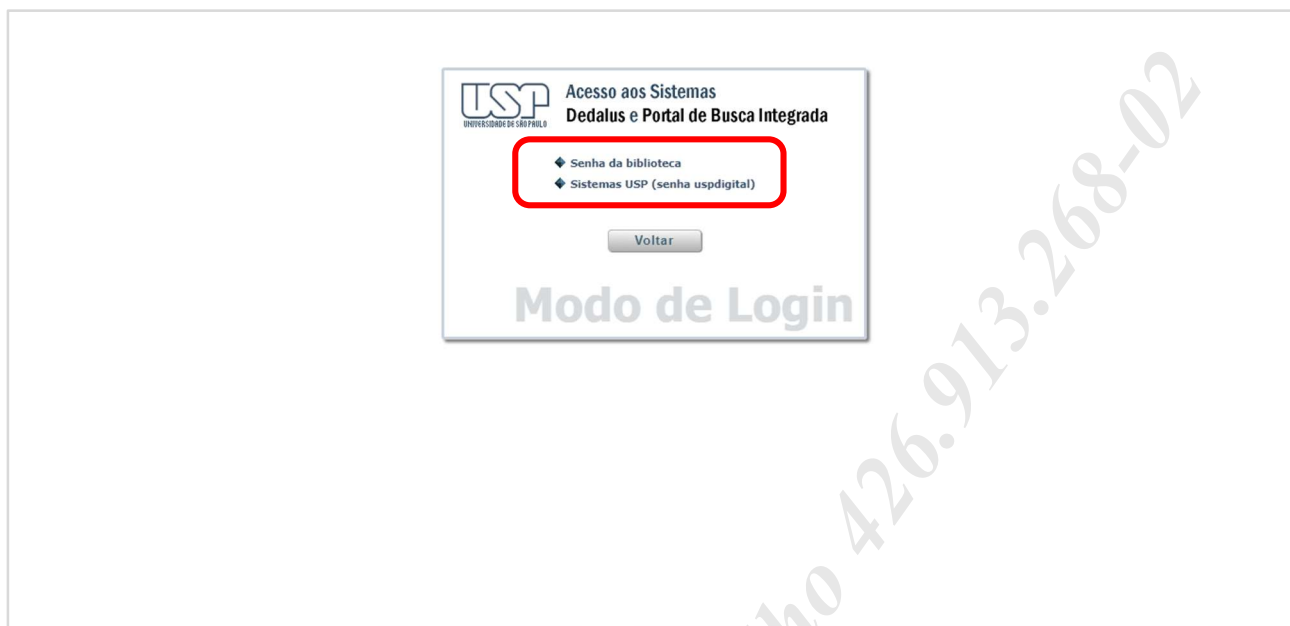 USP
UNIVERSIDADE DE SÃO PAULO
Acesso aos Sistemas
Dedalus e Portal de Busca Integrada
Senha da biblioteca
Sistemas USP (senha uspdigital)
Voltar
Modo de Login
426.913.268-02